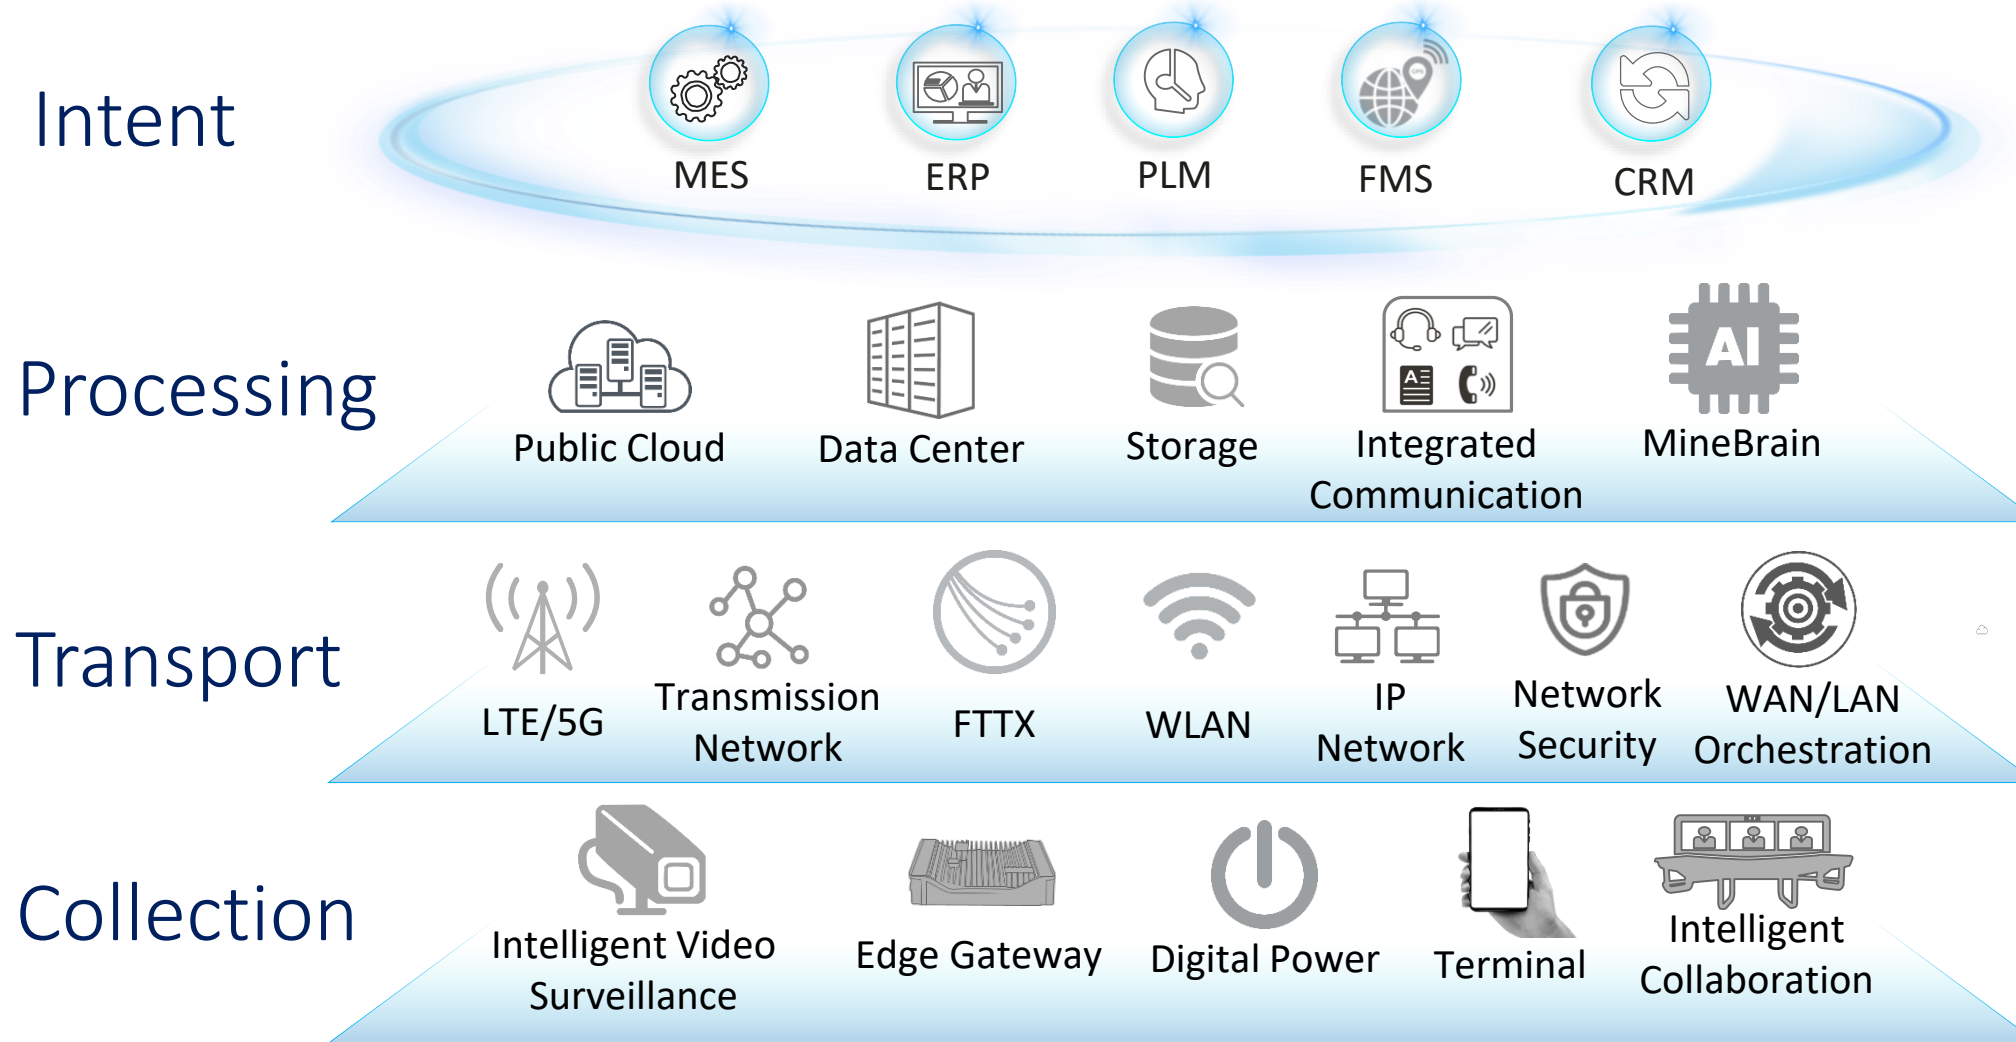 Intent
MES
ERP
PLM
FMS
CRM
GPS
Processing
AI
A
Public Cloud
Data Center
Storage
Integrated
Communication
MineBrain
Transport
LTE/5G
Transmission
Network
FTTX
WLAN
IP
Network
Network
Security
WAN/LAN
Orchestration
Collection
Intelligent Video
Surveillance
Edge Gateway
Digital Power
Terminal
Intelligent
Collaboration